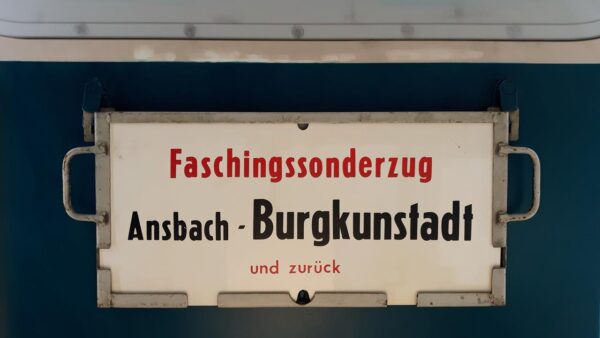 Faschingssonderzug
Ansbach - Burgkunstadt
und zurück